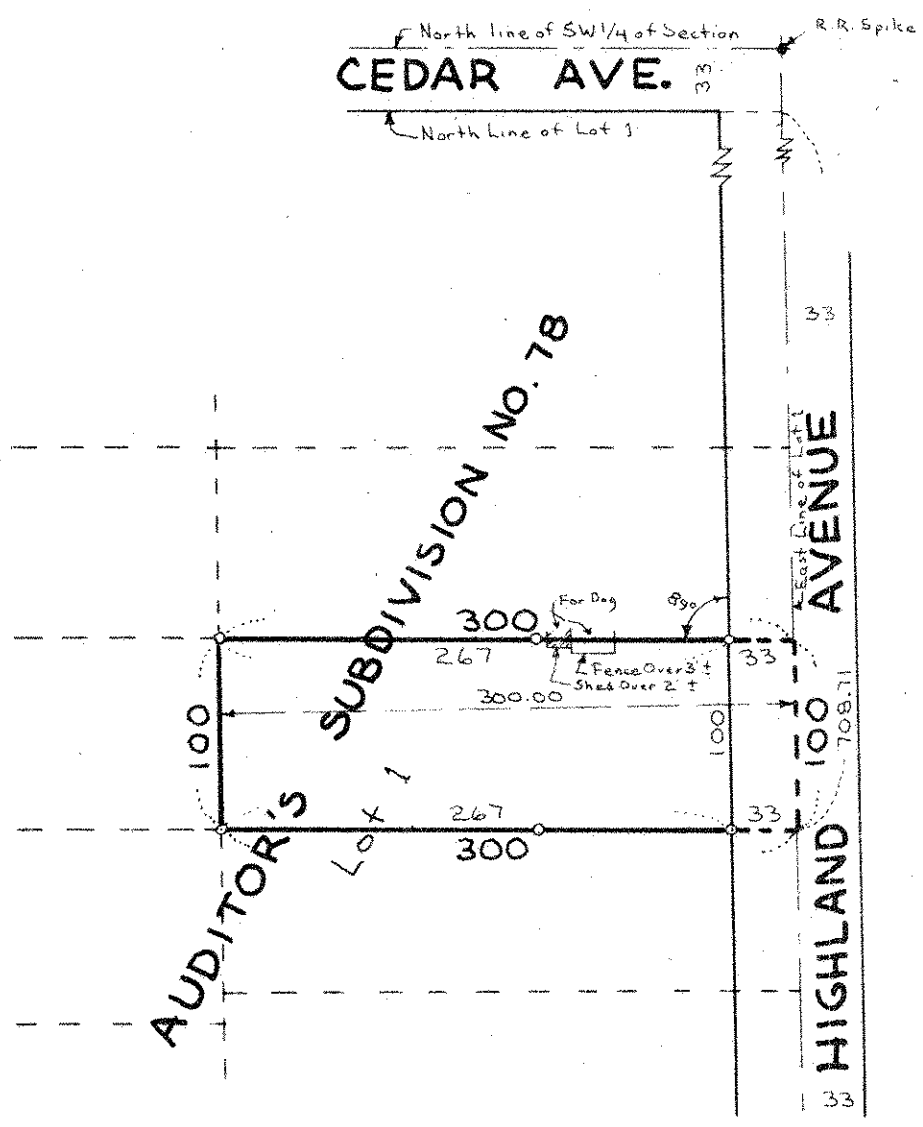 North line of SW1/4 of Section
R.R. Spike
CEDAR AVE.
33
North Line of Lot 1
33
AUDITOR'S SUBDIVISION No. 78
East Line of Lot 1
HIGHLAND AVENUE
For Dog
89°
300
267
33
Fence Over 3' ±
Shed Over 2' ±
300.00
100
100
100
708.71
Lot 1
267
33
300
33